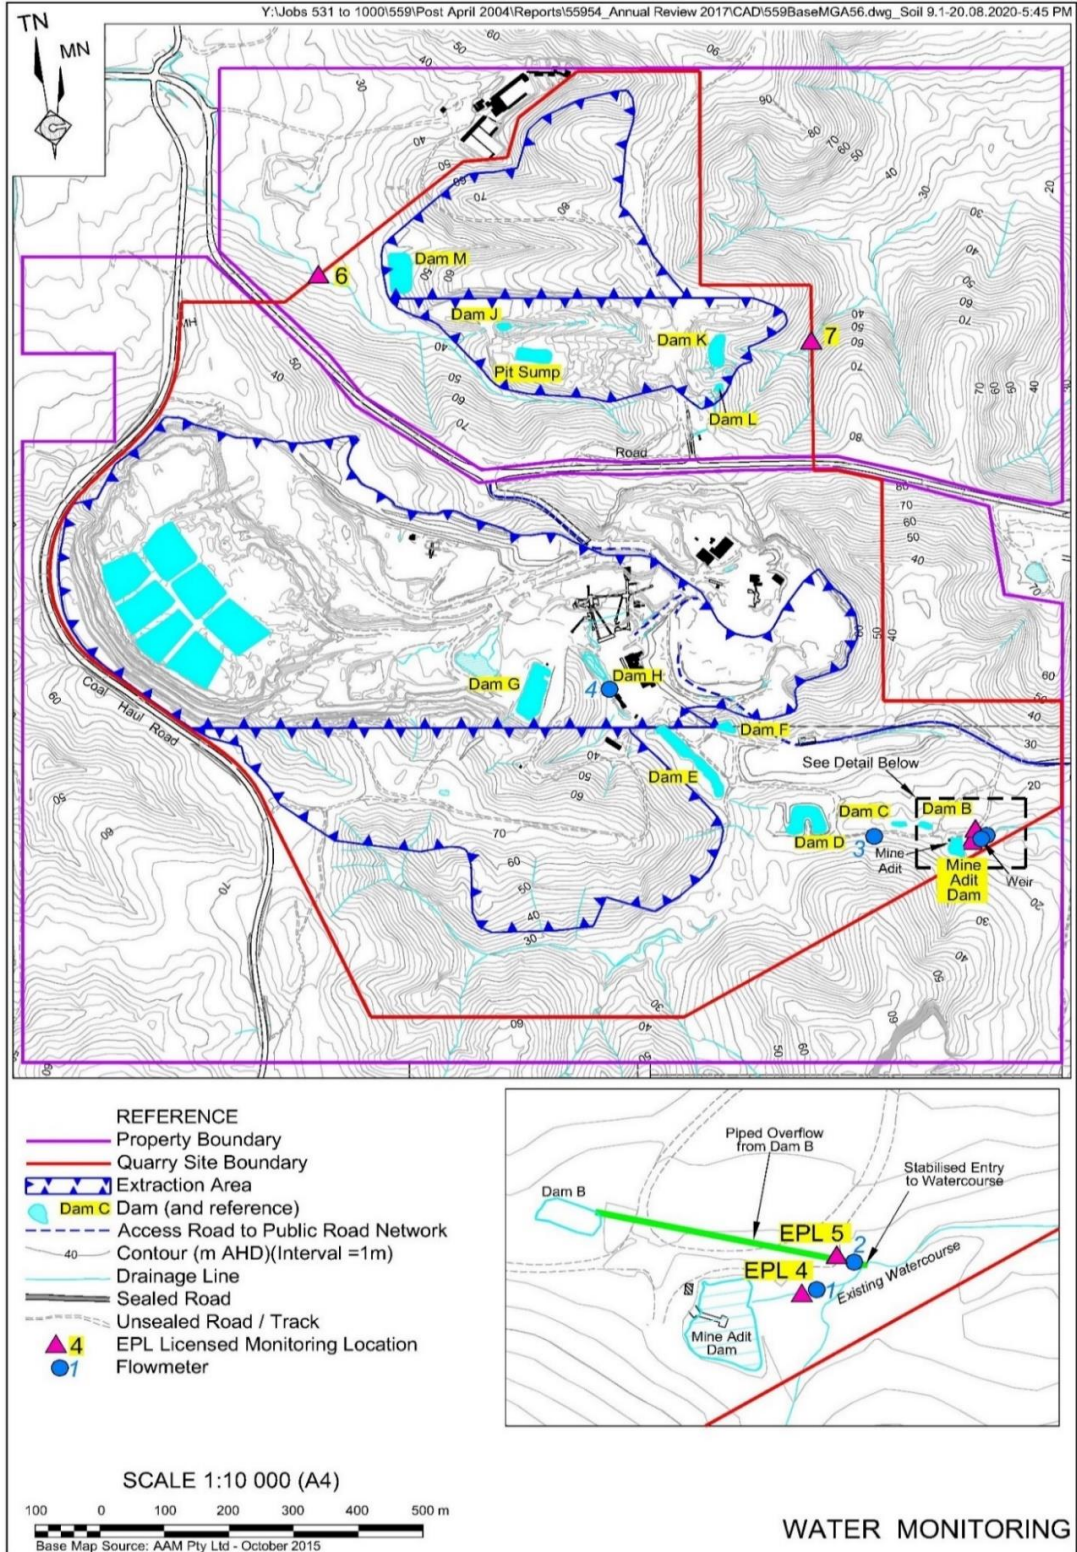 Y:\Jobs 531 to 1000\559\Post April 2004\Reports\55954_Annual Review 2017\CAD\559BaseMGA56.dwg_Soil 9.1-20.08.2020-5:45 PM
TN
MN
6
Dam M
Dam J
Pit Sump
Dam K
7
Dam L
Road
Coal Haul Road
Dam G
4
Dam H
Dam F
Dam E
See Detail Below
Dam C
Dam B
Dam D
3
Mine
Adit
Mine
Adit
Dam
Weir
REFERENCE
Property Boundary
Quarry Site Boundary
Extraction Area
Dam C Dam (and reference)
Access Road to Public Road Network
40 Contour (m AHD)(Interval =1m)
Drainage Line
Sealed Road
Unsealed Road / Track
4 EPL Licensed Monitoring Location
1 Flowmeter
Piped Overflow
from Dam B
Stabilised Entry
to Watercourse
Dam B
EPL 5
2
EPL 4
1
Existing Watercourse
Mine Adit
Dam
SCALE 1:10 000 (A4)
100 0 100 200 300 400 500 m
Base Map Source: AAM Pty Ltd - October 2015
WATER MONITORING